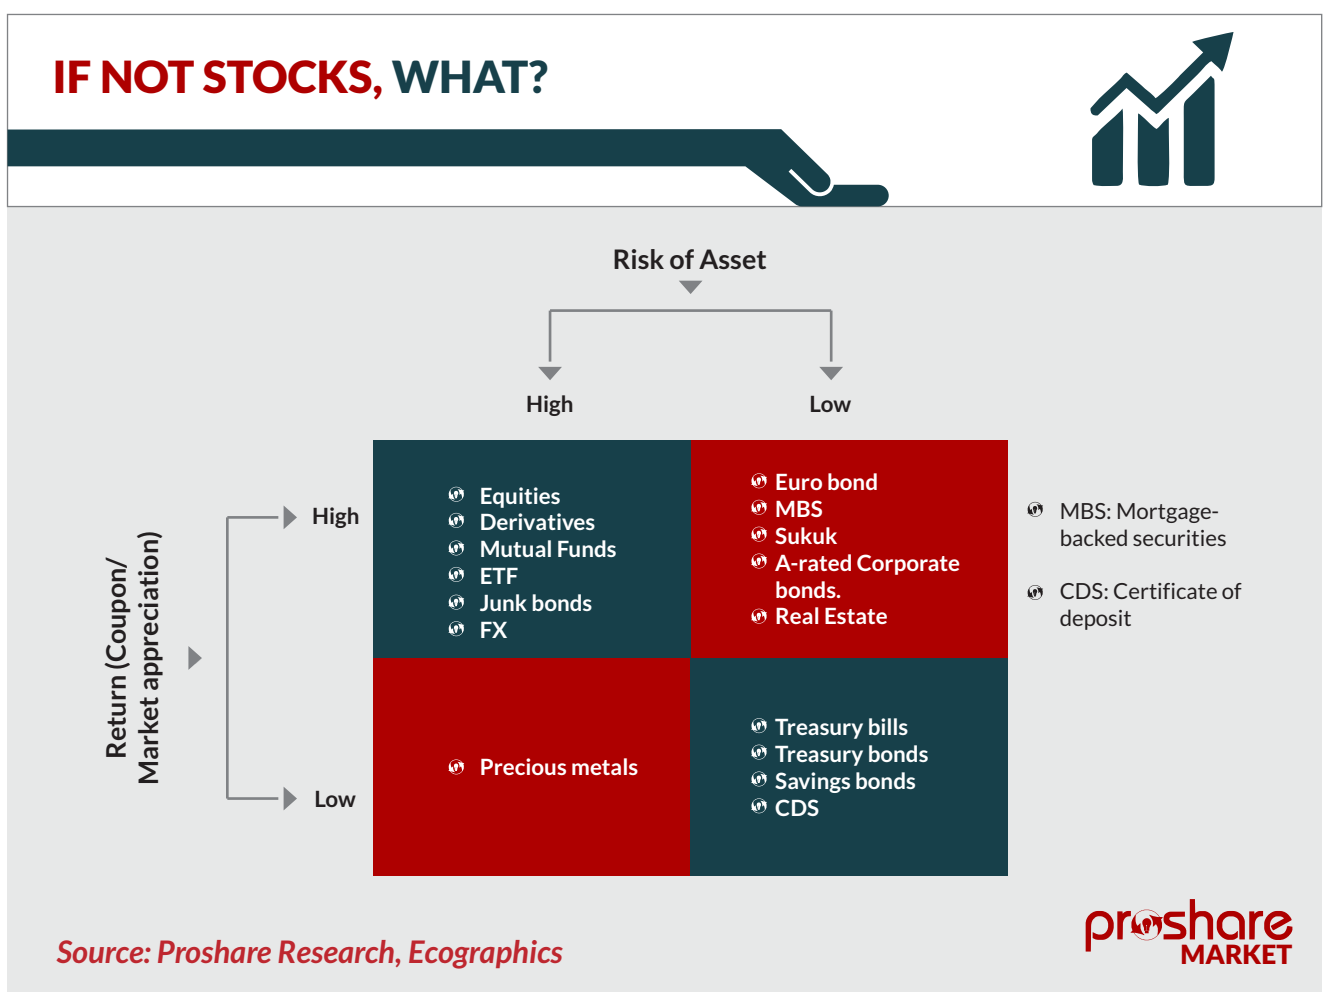 IF NOT STOCKS, WHAT?
Risk of Asset
High
Low
Return (Coupon/
Market appreciation)
High
Low
Equities
Derivatives
Mutual Funds
ETF
Junk bonds
FX
Euro bond
MBS
Sukuk
A-rated Corporate
bonds.
Real Estate
Precious metals
Treasury bills
Treasury bonds
Savings bonds
CDS
MBS: Mortgage-
backed securities
CDS: Certificate of
deposit
Source: Proshare Research, Ecographics
proshare
MARKET